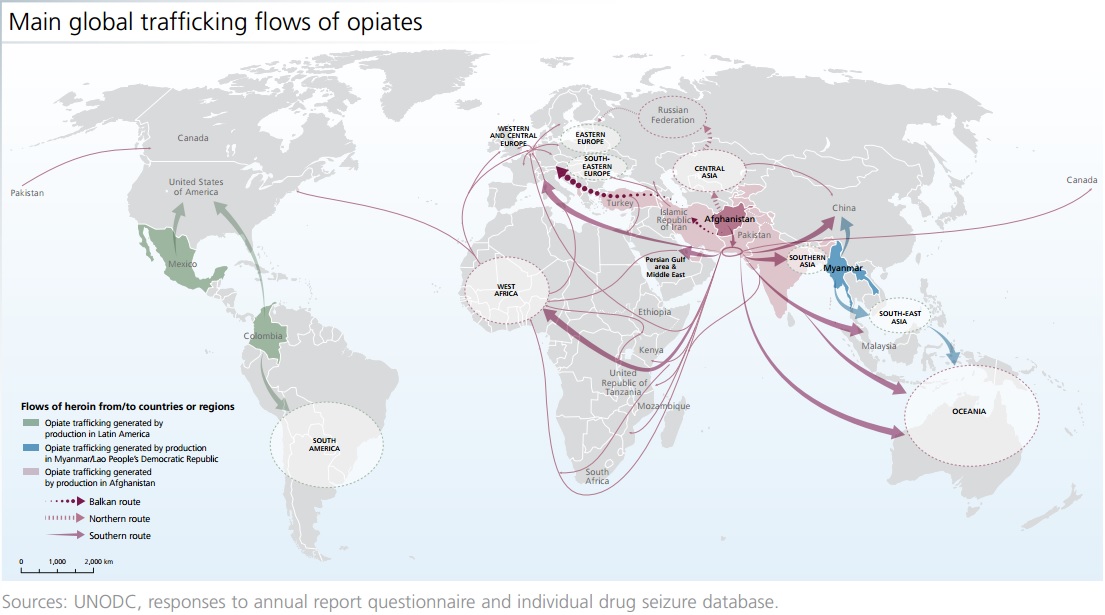 Main global trafficking flows of opiates
Canada
Pakistan
United States
of America
Mexico
Colombia
SOUTH
AMERICA
WESTERN
AND CENTRAL
EUROPE
EASTERN
EUROPE
SOUTH-
EASTERN
EUROPE
Russian
Federation
CENTRAL
ASIA
Turkey
Islamic
Republic
of Iran
Afghanistan
Pakistan
Persian Gulf
area &
Middle East
SOUTHERN
ASIA
China
Canada
Myanmar
SOUTH-EAST
ASIA
Malaysia
OCEANIA
WEST
AFRICA
Ethiopia
Kenya
United
Republic of
Tanzania
Mozambique
South
Africa
Flows of heroin from/to countries or regions
Opiate trafficking generated by
production in Latin America
Opiate trafficking generated by production
in Myanmar/Lao People's Democratic Republic
Opiate trafficking generated
by production in Afghanistan
Balkan route
Northern route
Southern route
0 1,000 2,000 km
Sources: UNODC, responses to annual report questionnaire and individual drug seizure database.